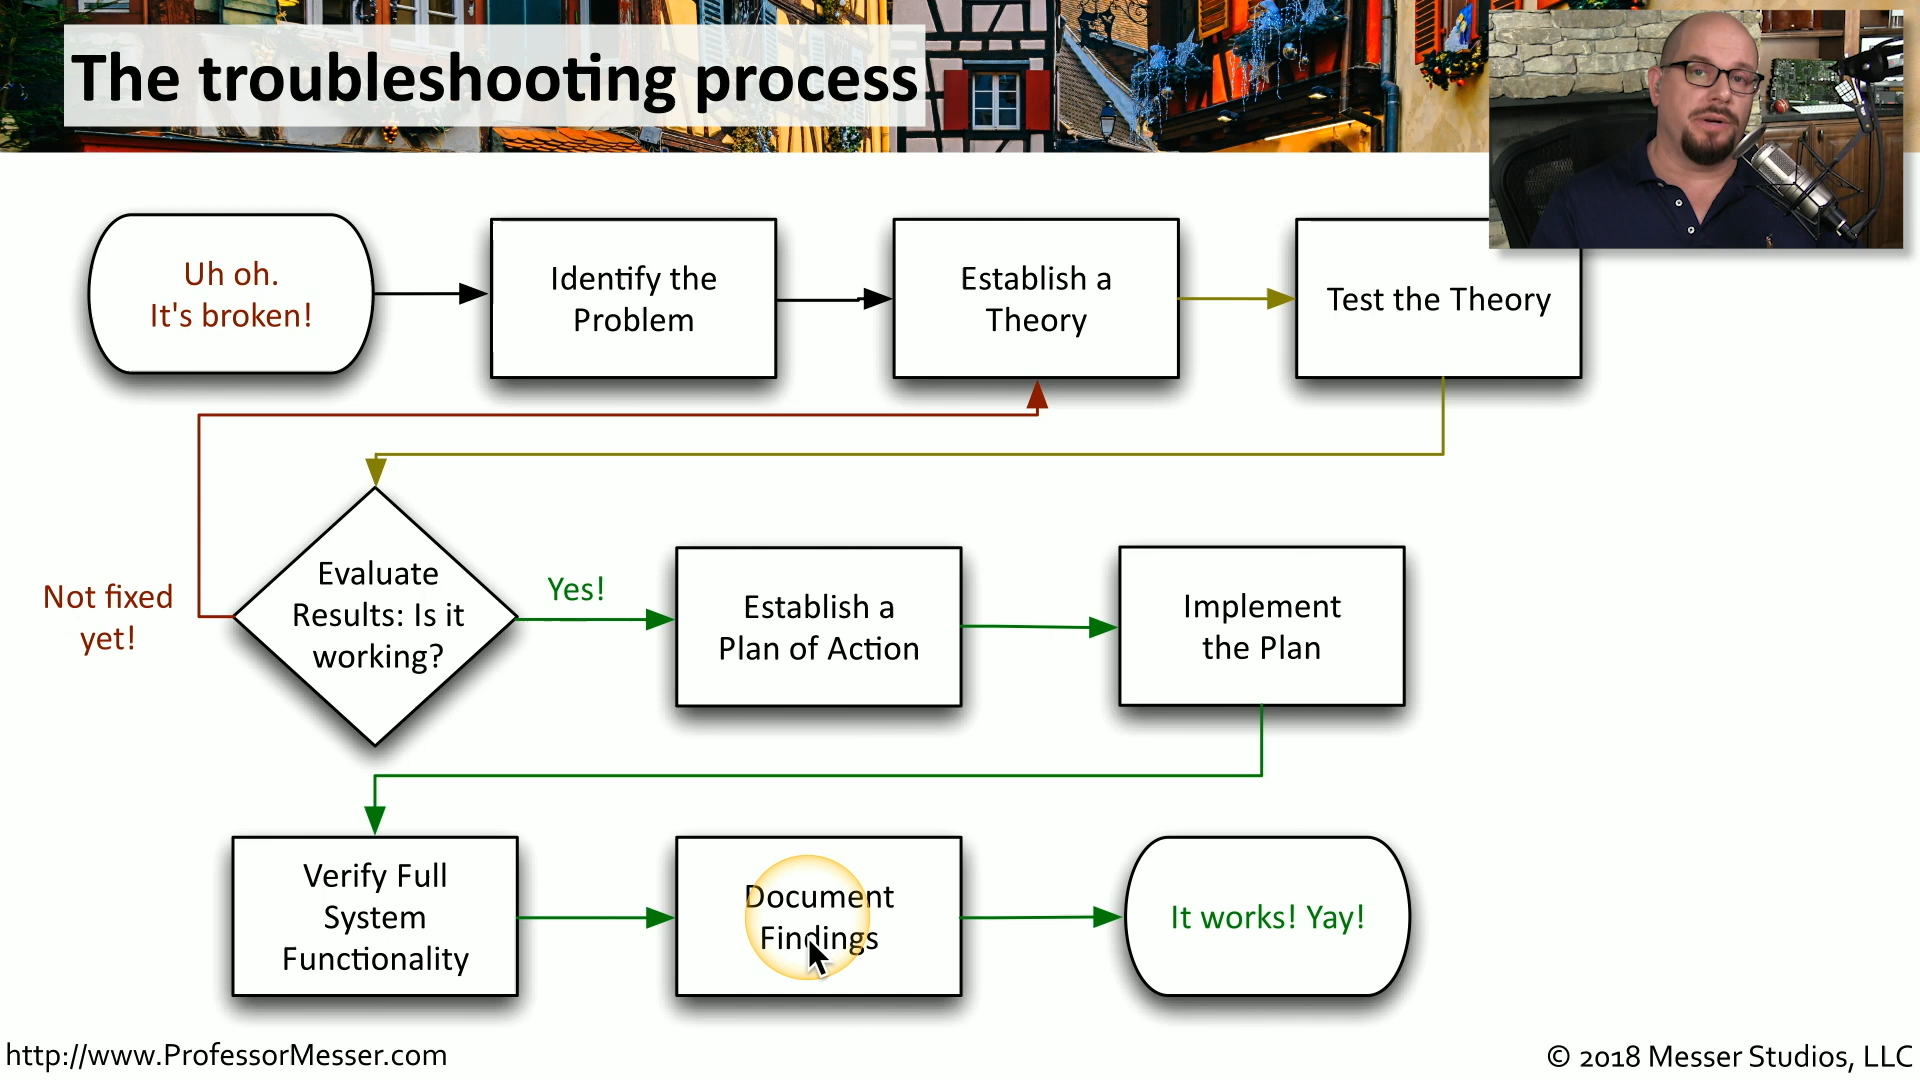 The troubleshooting process
Uh oh.
It's broken!
Identify the
Problem
Establish a
Theory
Test the Theory
Not fixed
yet!
Evaluate
Results: Is it
working?
Yes!
Establish a
Plan of Action
Implement
the Plan
Verify Full
System
Functionality
Document
Findings
It works! Yay!
http://www.ProfessorMesser.com
© 2018 Messer Studios, LLC